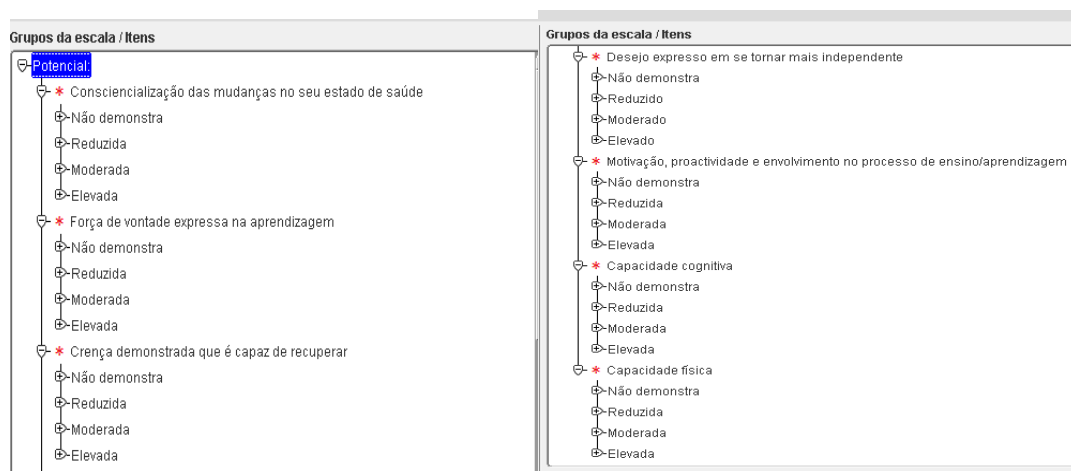 Grupos da escala / Itens
Potencial:
* Consciencialização das mudanças no seu estado de saúde
Não demonstra
Reduzida
Moderada
Elevada
* Força de vontade expressa na aprendizagem
Não demonstra
Reduzida
Moderada
Elevada
* Crença demonstrada que é capaz de recuperar
Não demonstra
Reduzida
Moderada
Elevada
Grupos da escala / Itens
* Desejo expresso em se tornar mais independente
Não demonstra
Reduzido
Moderado
Elevado
* Motivação, proactividade e envolvimento no processo de ensino/aprendizagem
Não demonstra
Reduzida
Moderada
Elevada
* Capacidade cognitiva
Não demonstra
Reduzida
Moderada
Elevada
* Capacidade física
Não demonstra
Reduzida
Moderada
Elevada